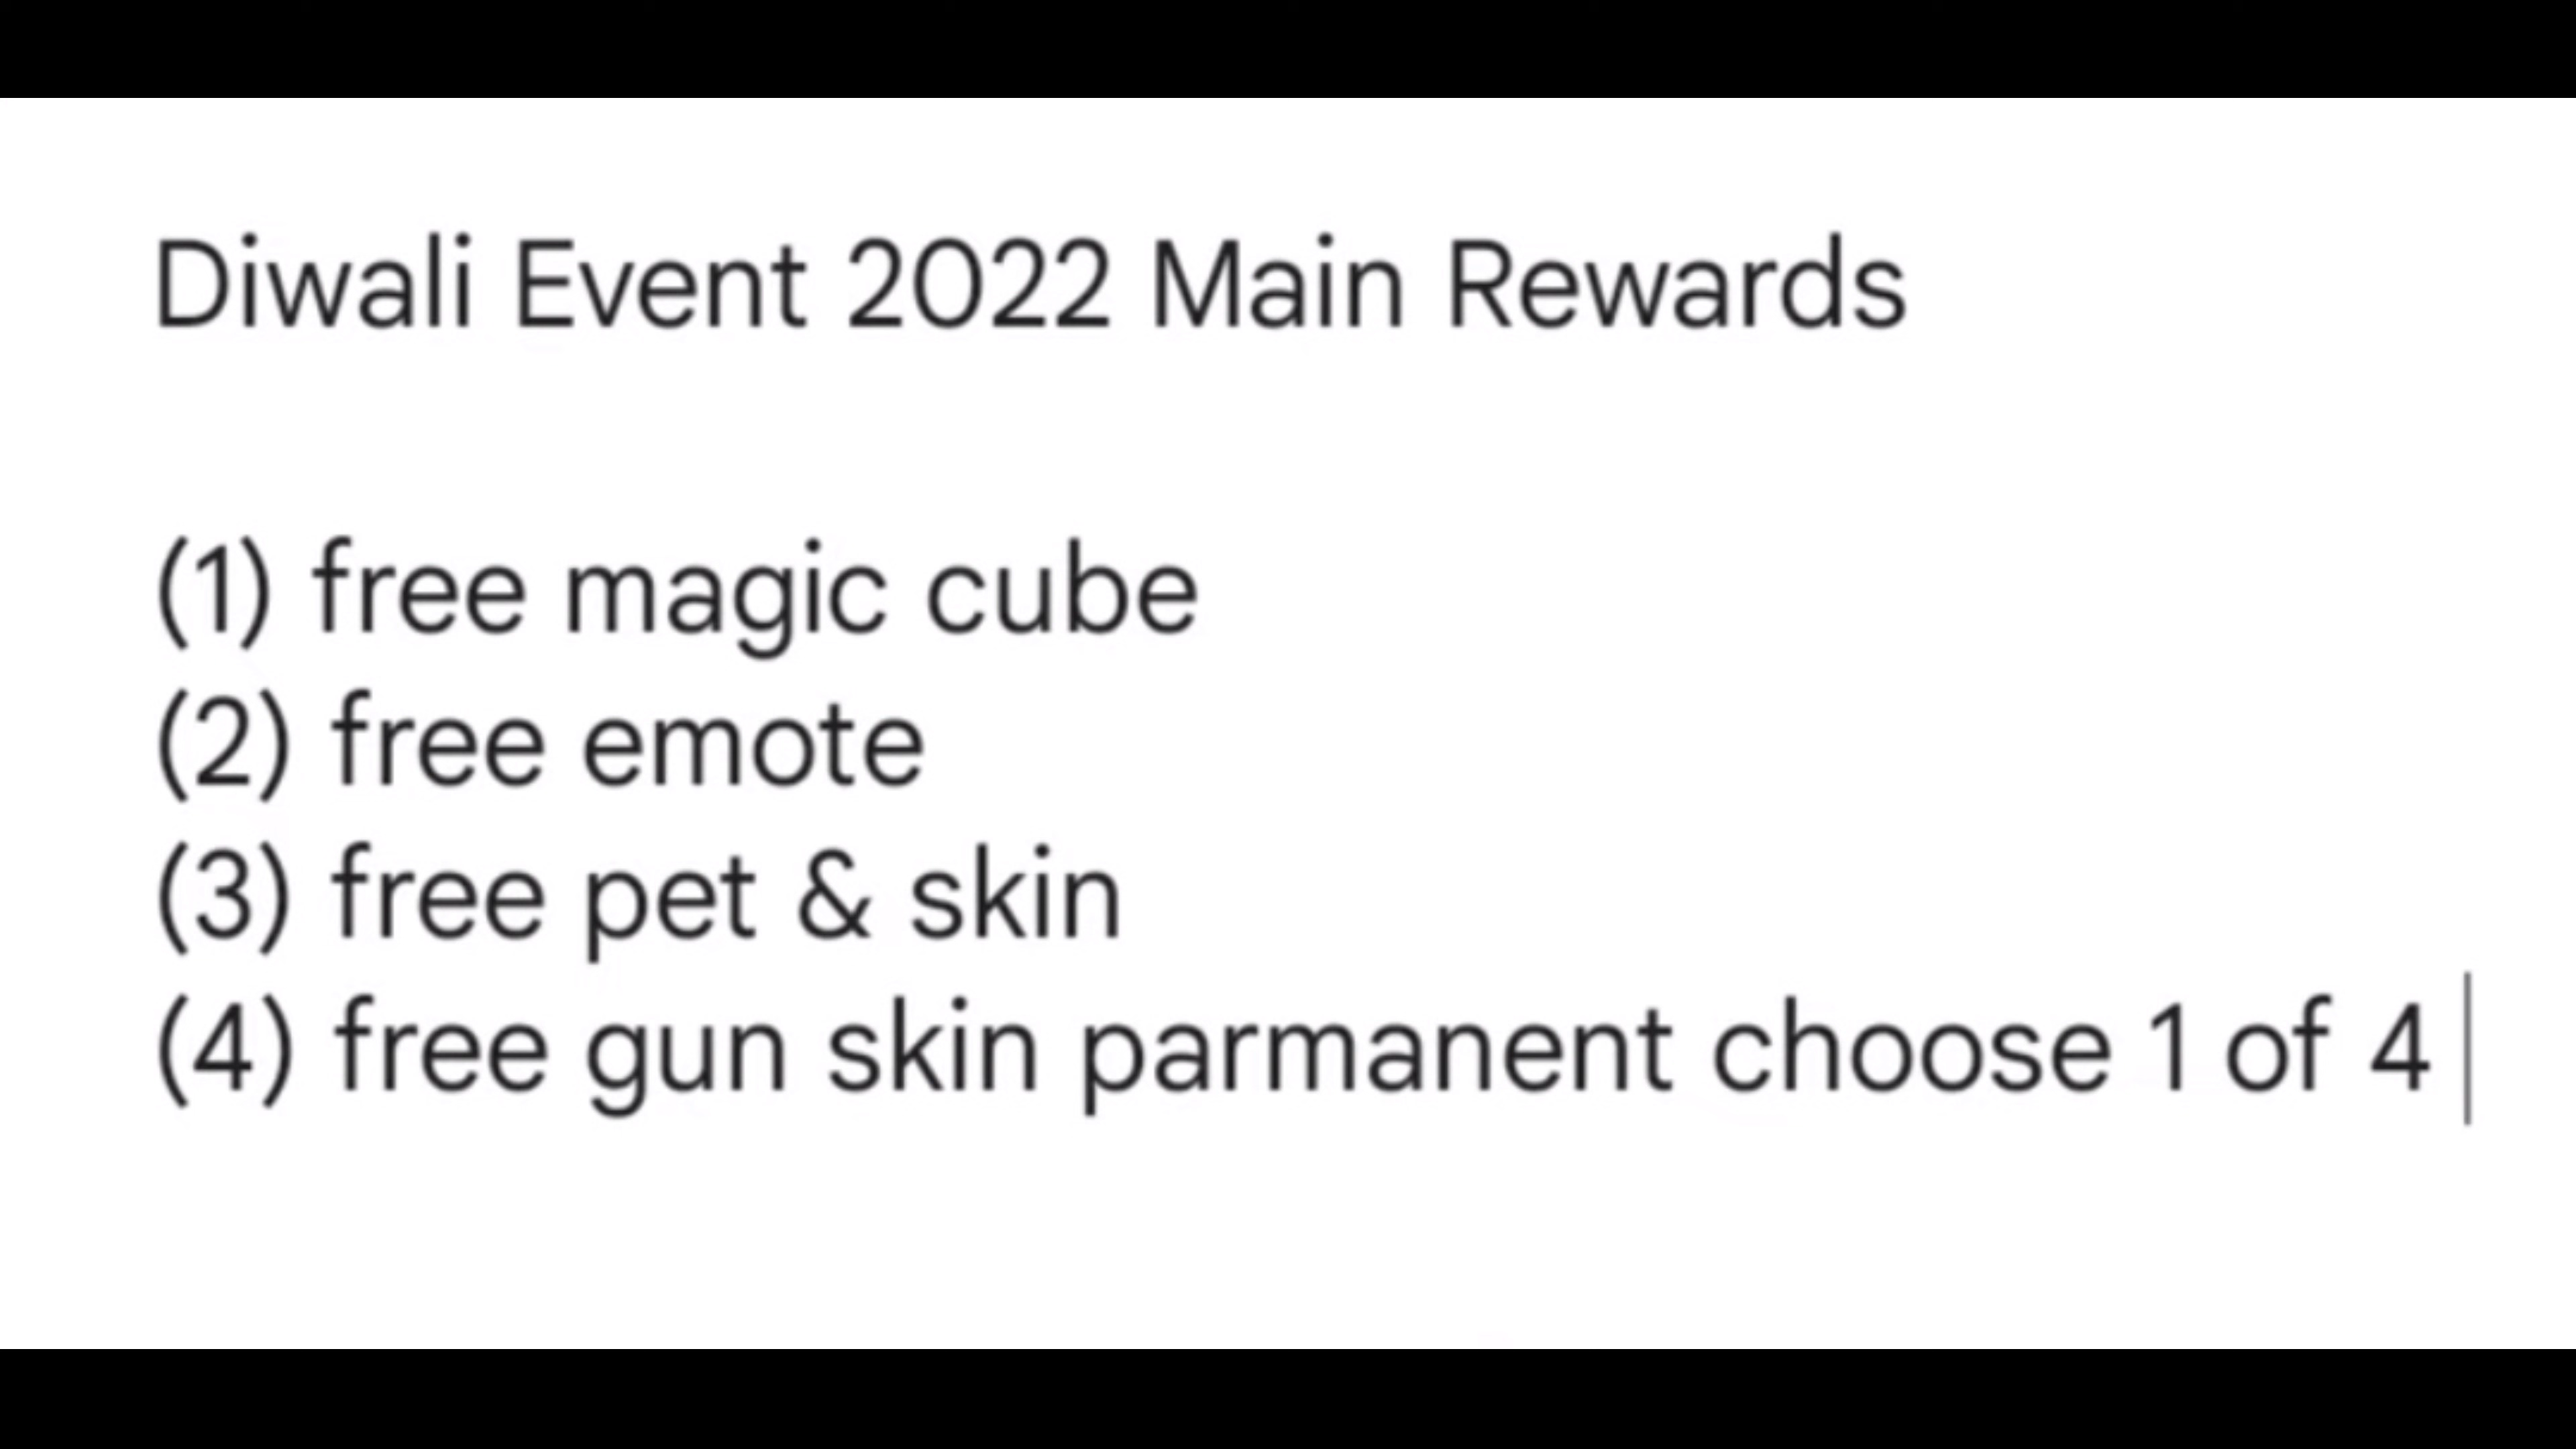 Diwali Event 2022 Main Rewards
(1) free magic cube
(2) free emote
(3) free pet & skin
(4) free gun skin parmanent choose 1 of 4